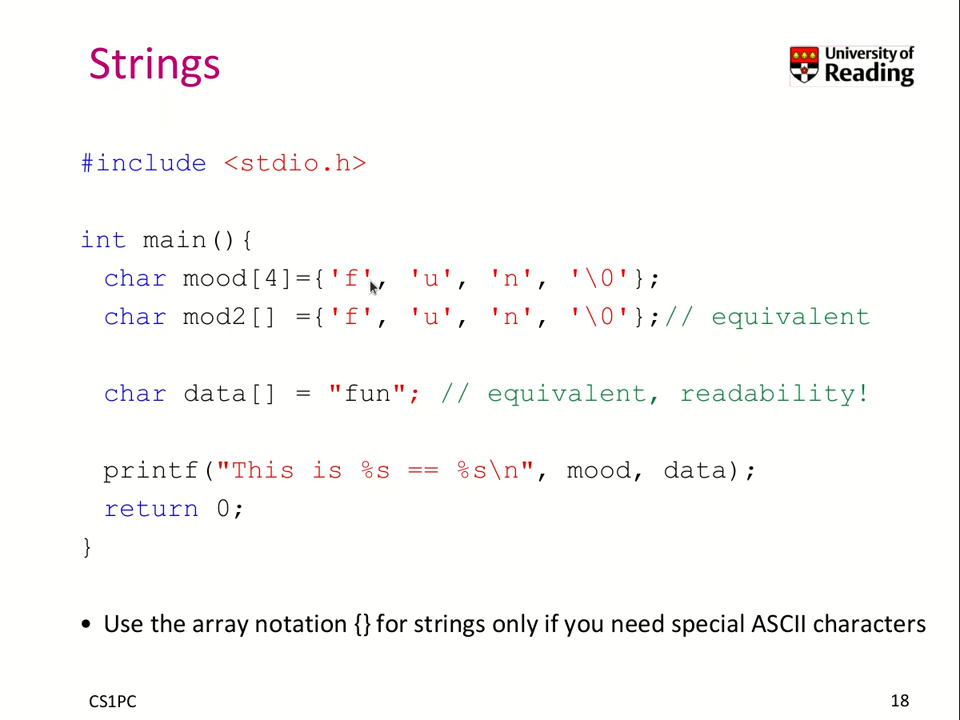 Strings
University of
Reading
#include <stdio.h>
int main(){
char mood[4]={'f', 'u', 'n', '\0'};
char mod2[] ={'f', 'u', 'n', '\0'};// equivalent
char data[] = "fun"; // equivalent, readability!
printf("This is %s == %s\n", mood, data);
return 0;
}
• Use the array notation {} for strings only if you need special ASCII characters
CS1PC
18